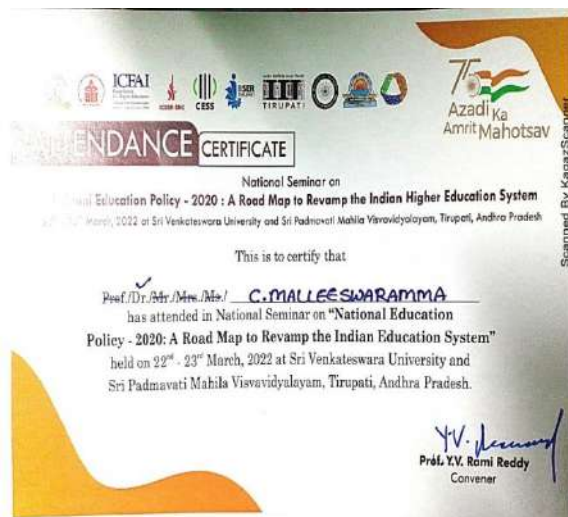 ICFAI
CESS
IISER
TIRUPATI
75
Azadi Ka
Amrit Mahotsav
ATTENDANCE CERTIFICATE
National Seminar on
Education Policy - 2020 : A Road Map to Revamp the Indian Higher Education System
March, 2022 at Sri Venkateswara University and Sri Padmavati Mahila Visvavidyalayam, Tirupati, Andhra Pradesh
This is to certify that
Prof./Dr./Mr./Mrs./Ms./ C. MALLEESWARAMMA
has attended in National Seminar on "National Education
Policy - 2020: A Road Map to Revamp the Indian Education System"
held on 22nd - 23rd March, 2022 at Sri Venkateswara University and
Sri Padmavati Mahila Visvavidyalayam, Tirupati, Andhra Pradesh.
Prof. Y.V. Rami Reddy
Convener
Scanned By KagazScanner